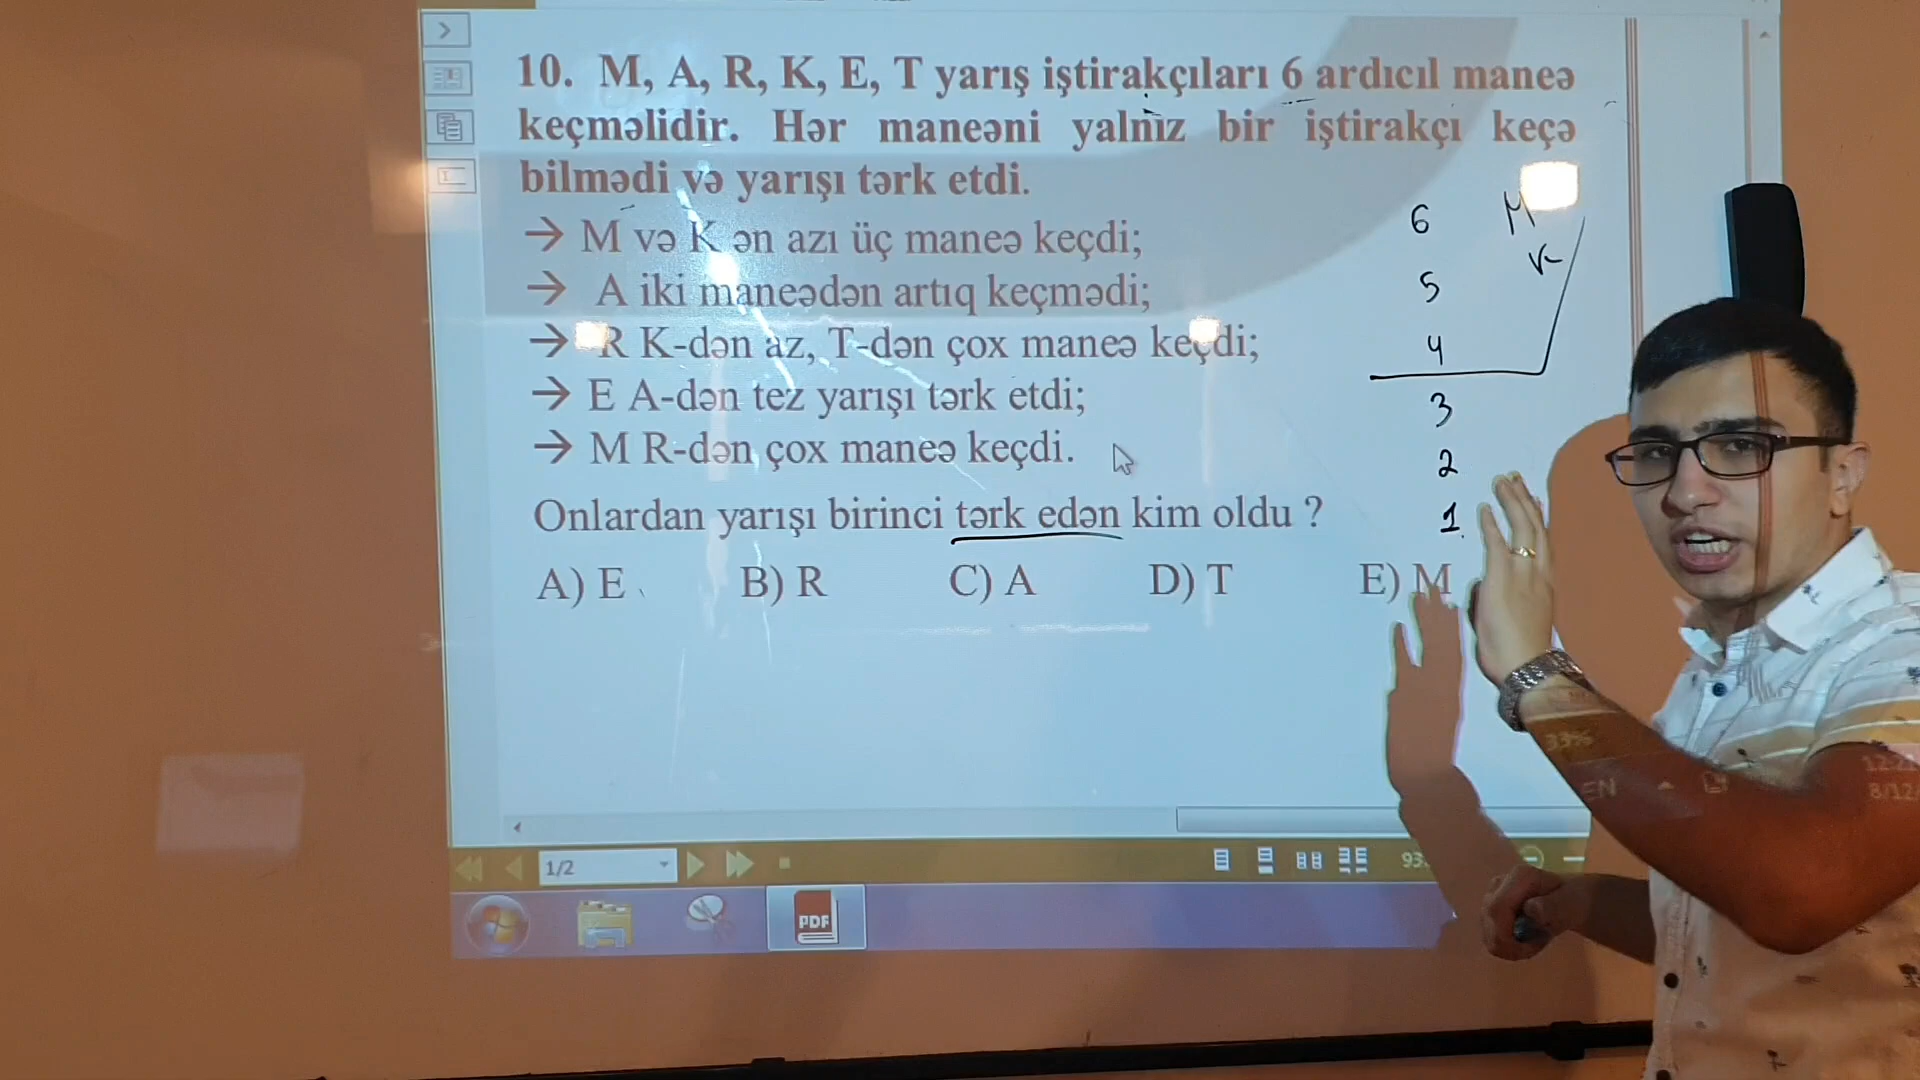 10. M, A, R, K, E, T yarış iştirakçıları 6 ardıcıl maneə
keçməlidir. Hər maneəni yalnız bir iştirakçı keçə
bilmədi və yarışı tərk etdi.
→ M və K ən azı üç maneə keçdi;
→ A iki maneədən artıq keçmədi;
→ R K-dən az, T-dən çox maneə keçdi;
→ E A-dən tez yarışı tərk etdi;
→ M R-dən çox maneə keçdi.
Onlardan yarışı birinci tərk edən kim oldu ?
A) E B) R C) A D) T E) M
6 M
K
5
4
3
2
1.
1/2
PDF
33%
EN